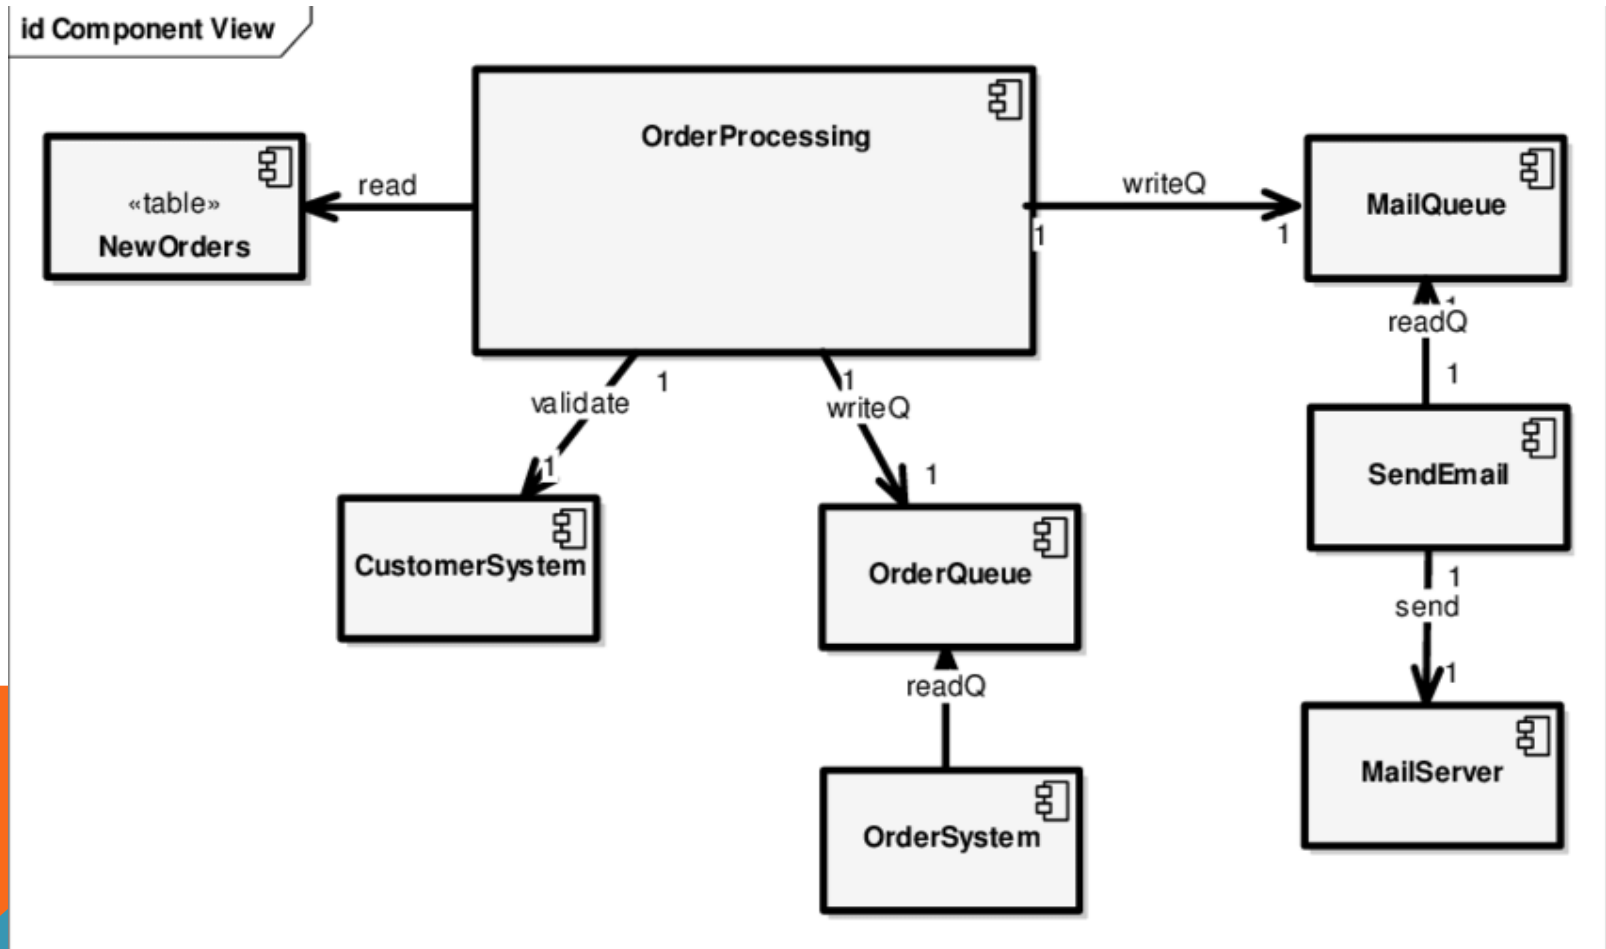 id Component View
OrderProcessing
«table»
NewOrders
read
writeQ
1
1
MailQueue
1
readQ
1
validate
1
1
1
writeQ
1
CustomerSystem
OrderQueue
SendEmail
1
send
1
readQ
OrderSystem
MailServer